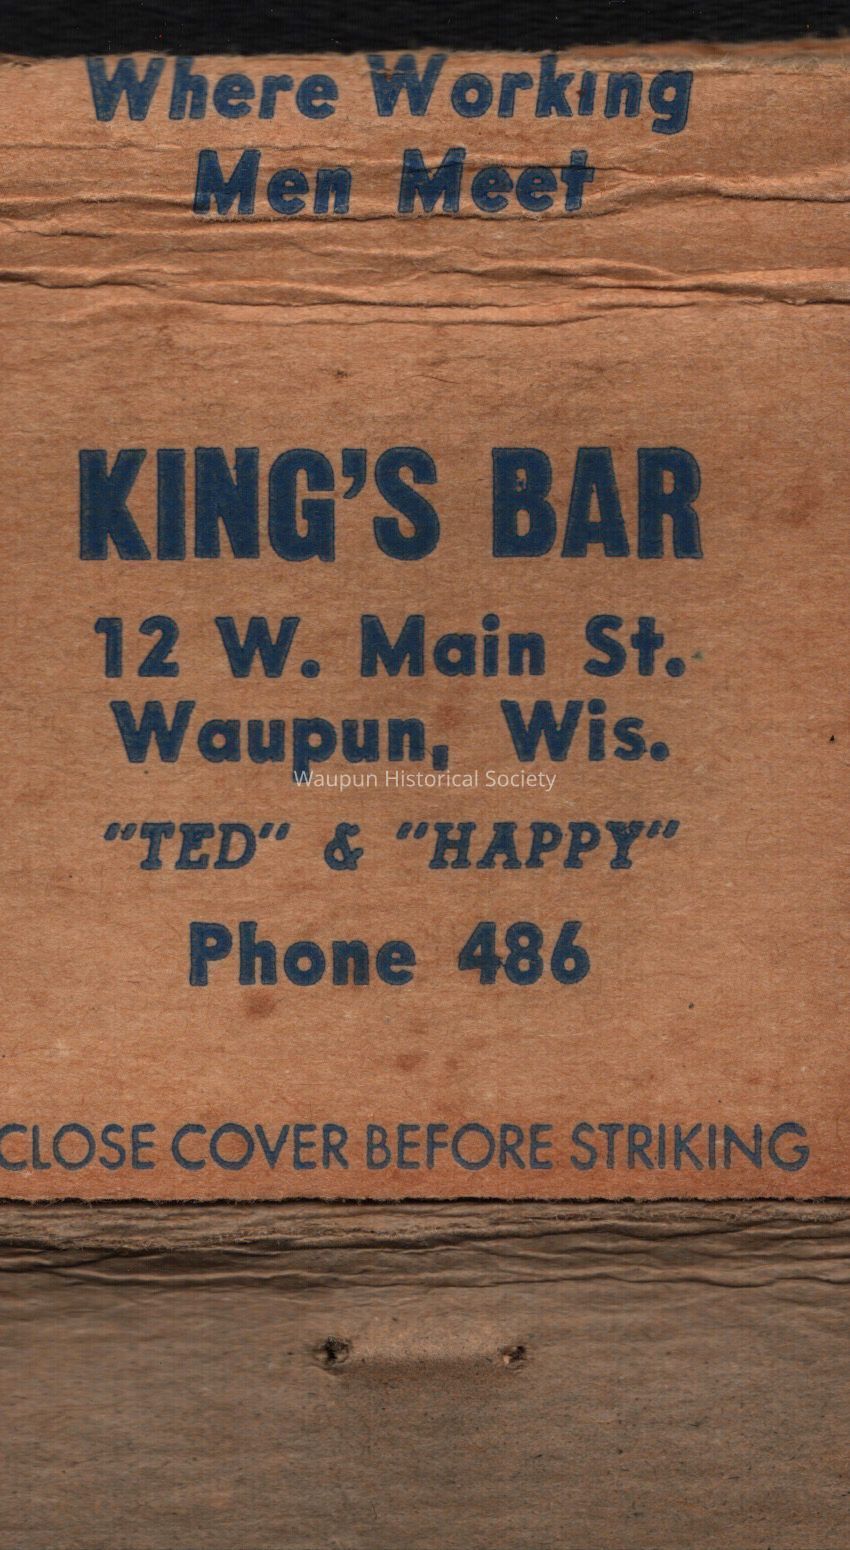 Where Working
Men Meet
KING'S BAR
12 W. Main St.
Waupun, Wis.
Waupun Historical Society
"TED" & "HAPPY"
Phone 486
CLOSE COVER BEFORE STRIKING